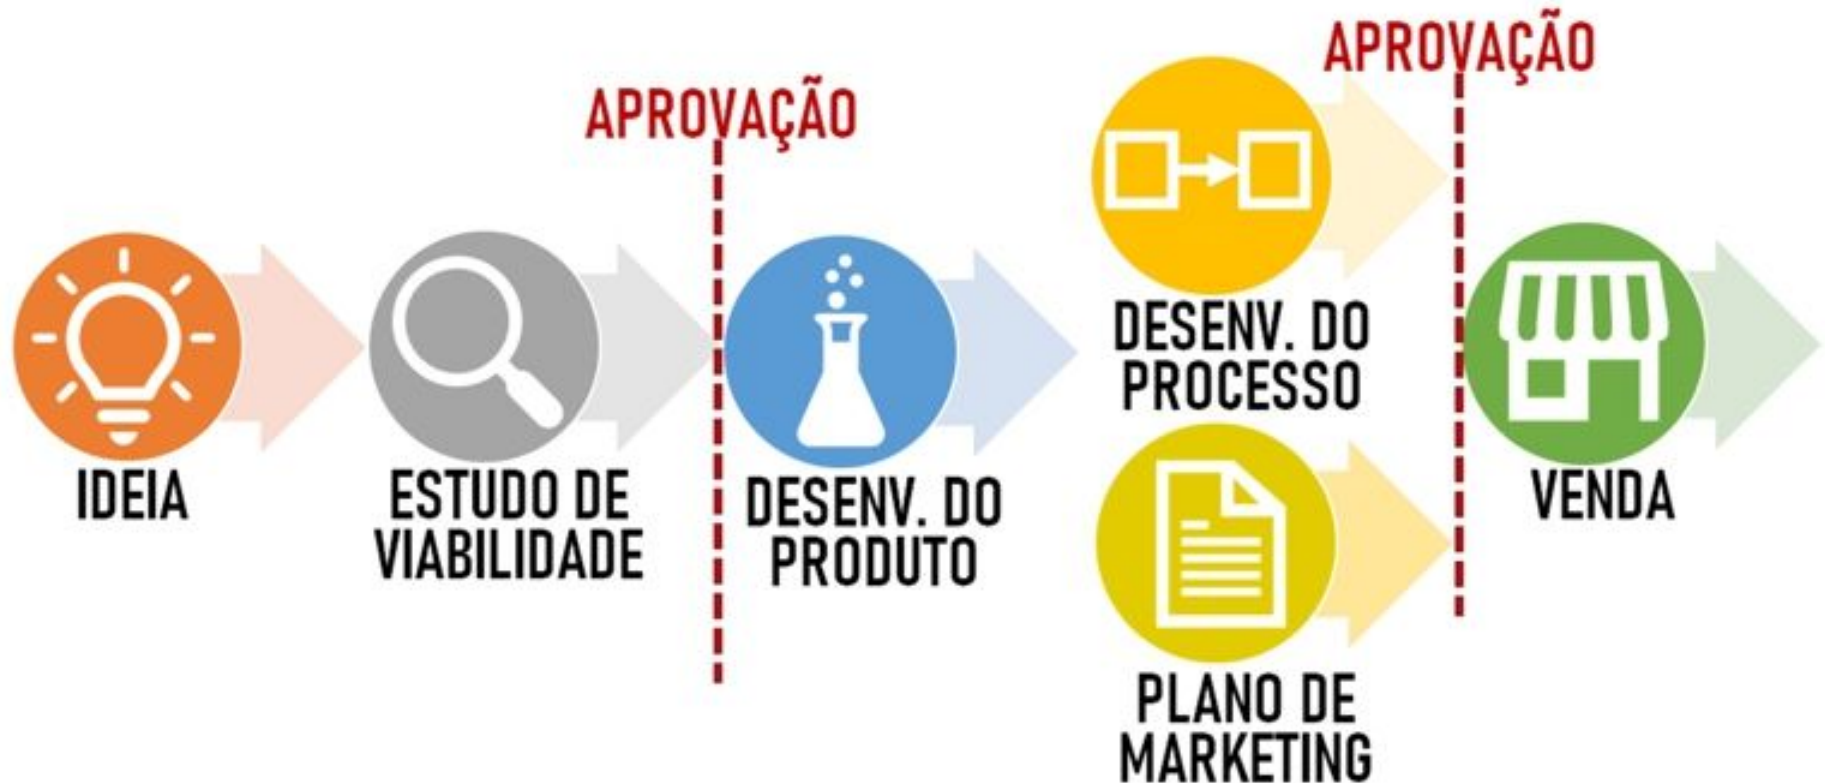 IDEIA
ESTUDO DE
VIABILIDADE
APROVAÇÃO
DESENV. DO
PRODUTO
DESENV. DO
PROCESSO
PLANO DE
MARKETING
APROVAÇÃO
VENDA